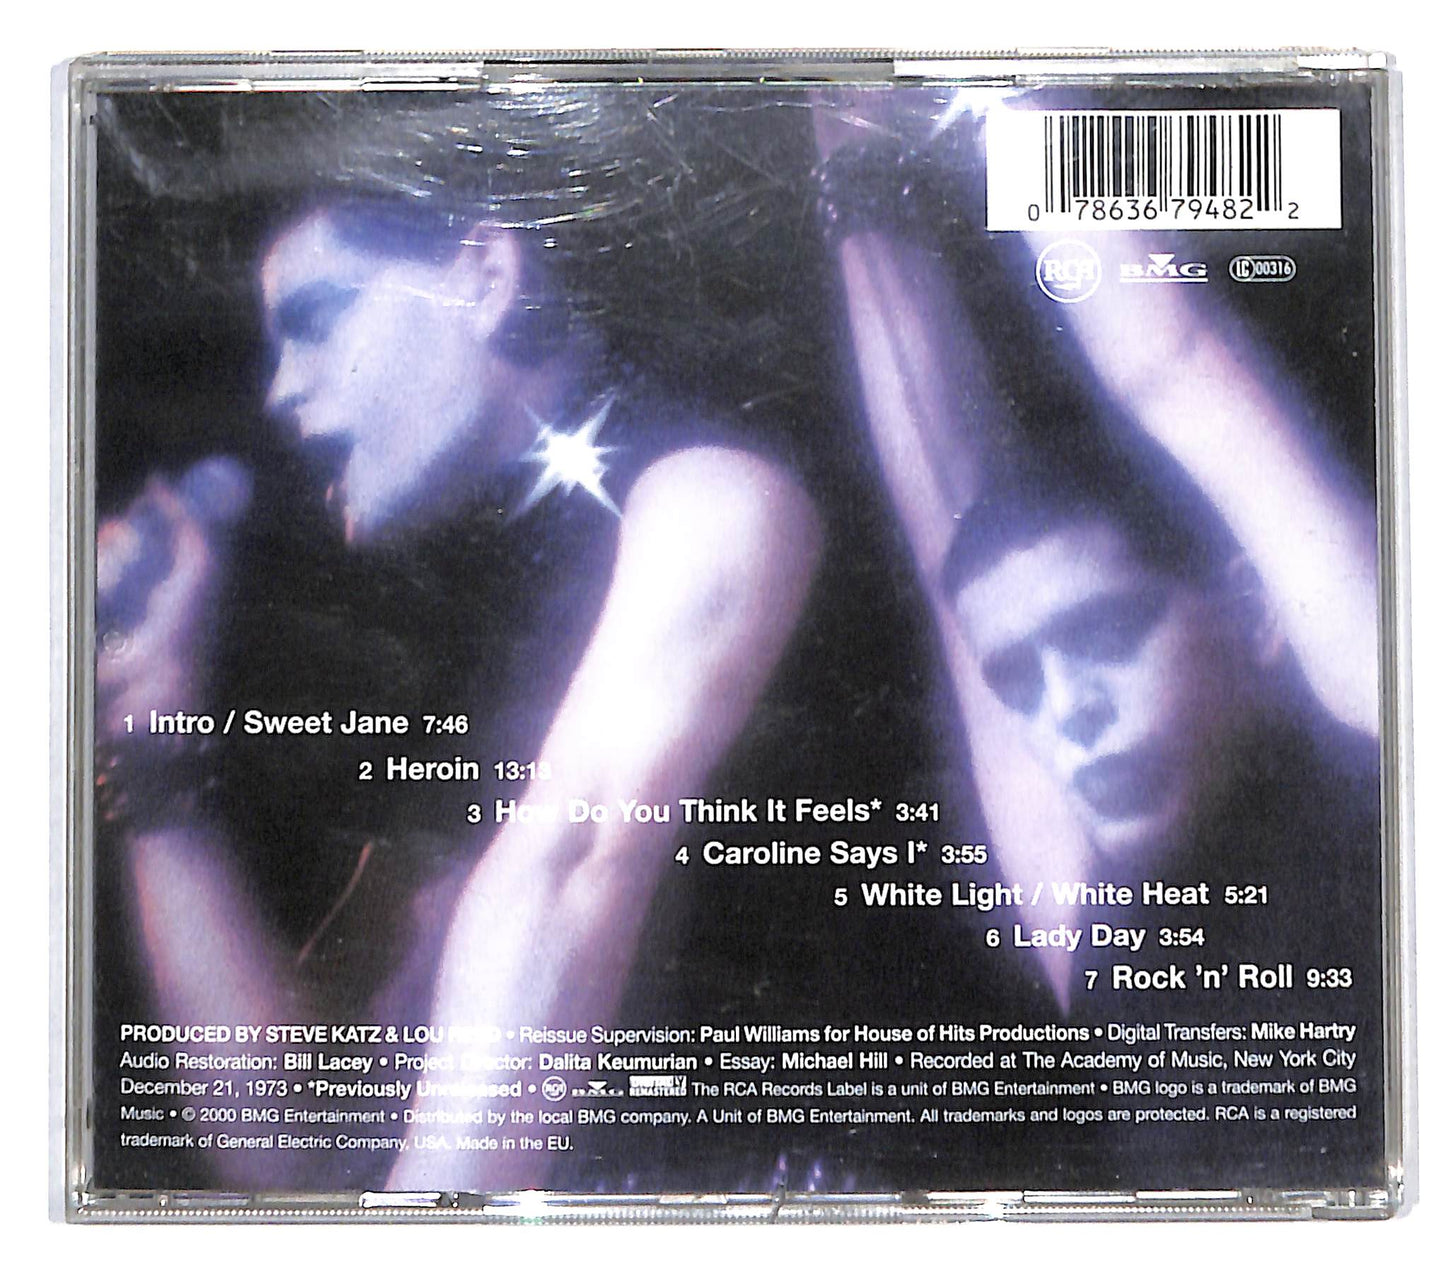 0 78636 79482 2
RCA BMG LC 00316
1 Intro / Sweet Jane 7:46
2 Heroin 13:13
3 How Do You Think It Feels* 3:41
4 Caroline Says I* 3:55
5 White Light / White Heat 5:21
6 Lady Day 3:54
7 Rock 'n' Roll 9:33
PRODUCED BY STEVE KATZ & LOU REED • Reissue Supervision: Paul Williams for House of Hits Productions • Digital Transfers: Mike Hartry
Audio Restoration: Bill Lacey • Project Director: Dalita Keumurian • Essay: Michael Hill • Recorded at The Academy of Music, New York City
December 21, 1973 • *Previously Unreleased • RCA BMG DIGITALLY REMASTERED The RCA Records Label is a unit of BMG Entertainment • BMG logo is a trademark of BMG
Music • © 2000 BMG Entertainment • Distributed by the local BMG company. A Unit of BMG Entertainment. All trademarks and logos are protected. RCA is a registered
trademark of General Electric Company, USA. Made in the EU.